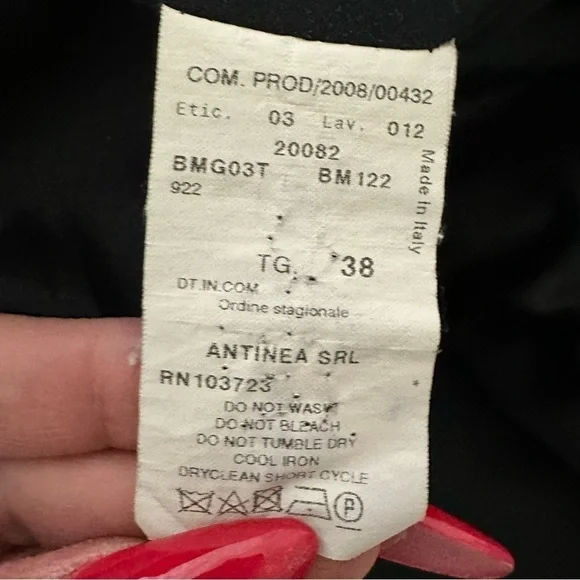 COM. PROD/2008/00432
Etic. 03 Lav. 012
20082
BMG03T BM122
922
Made in Italy
TG. 38
DT.IN.COM
Ordine stagionale
ANTINEA SRL
RN103723
DO NOT WASH
DO NOT BLEACH
DO NOT TUMBLE DRY
COOL IRON
DRYCLEAN SHORT CYCLE
P